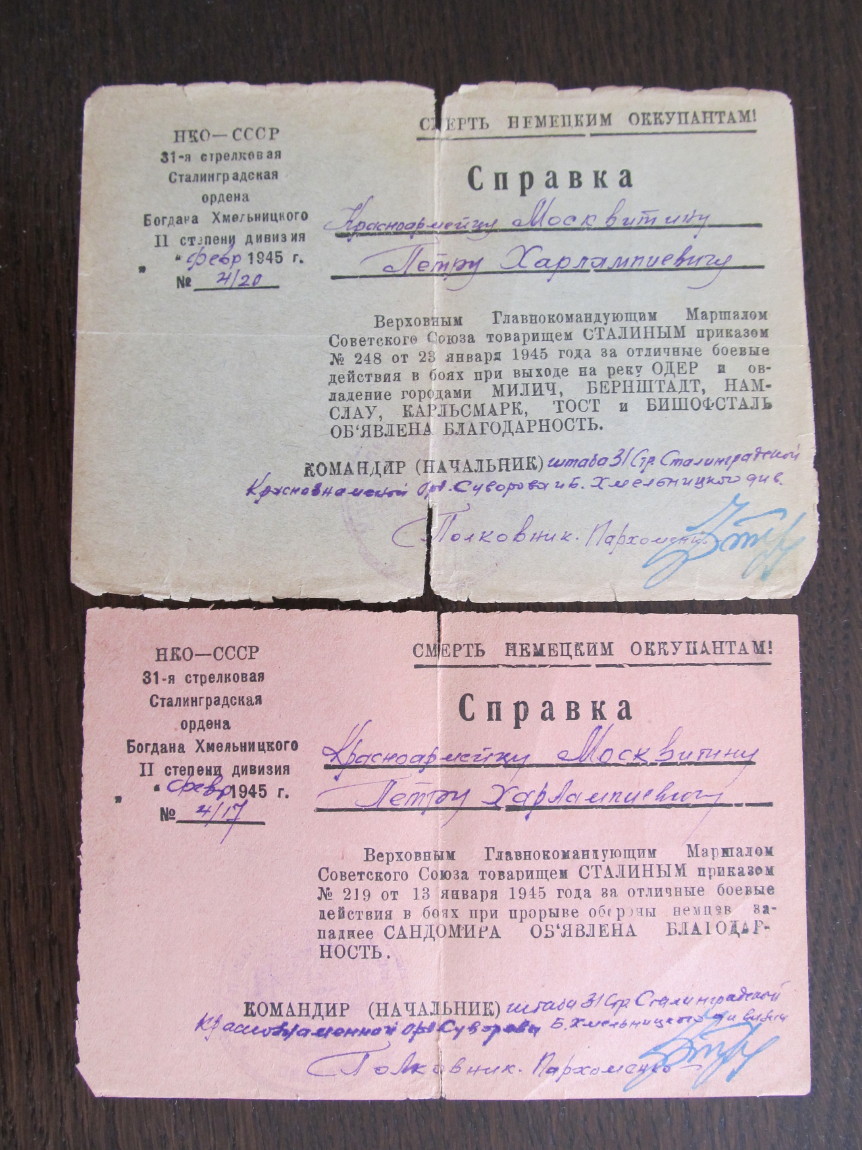 НКО—СССР
31-я стрелковая
Сталинградская
ордена
Богдана Хмельницкого
II степени дивизия
„ “ февр 1945 г.
№ 4/20
СМЕРТЬ НЕМЕЦКИМ ОККУПАНТАМ!
Справка
Красноармейцу Москвитину
Петру Харлампиевичу
Верховным Главнокомандующим Маршалом
Советского Союза товарищем СТАЛИНЫМ приказом
№ 248 от 23 января 1945 года за отличные боевые
действия в боях при выходе на реку ОДЕР и ов-
ладение городами МИЛИЧ, БЕРНШТАДТ, НАМ-
СЛАУ, КАРЛЬСМАРК, ТОСТ и БИШОФСТАЛЬ
ОБ‘ЯВЛЕНА БЛАГОДАРНОСТЬ.
КОМАНДИР (НАЧАЛЬНИК) штаба 31 Стр. Сталинградской
Краснознаменной Орд. Суворова и Б. Хмельницкого див.
Полковник. Пархоменко
НКО—СССР
31-я стрелковая
Сталинградская
ордена
Богдана Хмельницкого
II степени дивизия
„ “ февр 1945 г.
№ 4/17
СМЕРТЬ НЕМЕЦКИМ ОККУПАНТАМ!
Справка
Красноармейцу Москвитину
Петру Харлампиевичу
Верховным Главнокомандующим Маршалом
Советского Союза товарищем СТАЛИНЫМ приказом
№ 219 от 13 января 1945 года за отличные боевые
действия в боях при прорыве обороны немцев за-
паднее САНДОМИРА ОБ‘ЯВЛЕНА БЛАГОДАР-
НОСТЬ.
КОМАНДИР (НАЧАЛЬНИК) штаба 31 Стр. Сталинградской
Краснознаменной Орд. Суворова Б. Хмельницкого дивизии
Полковник. Пархоменко